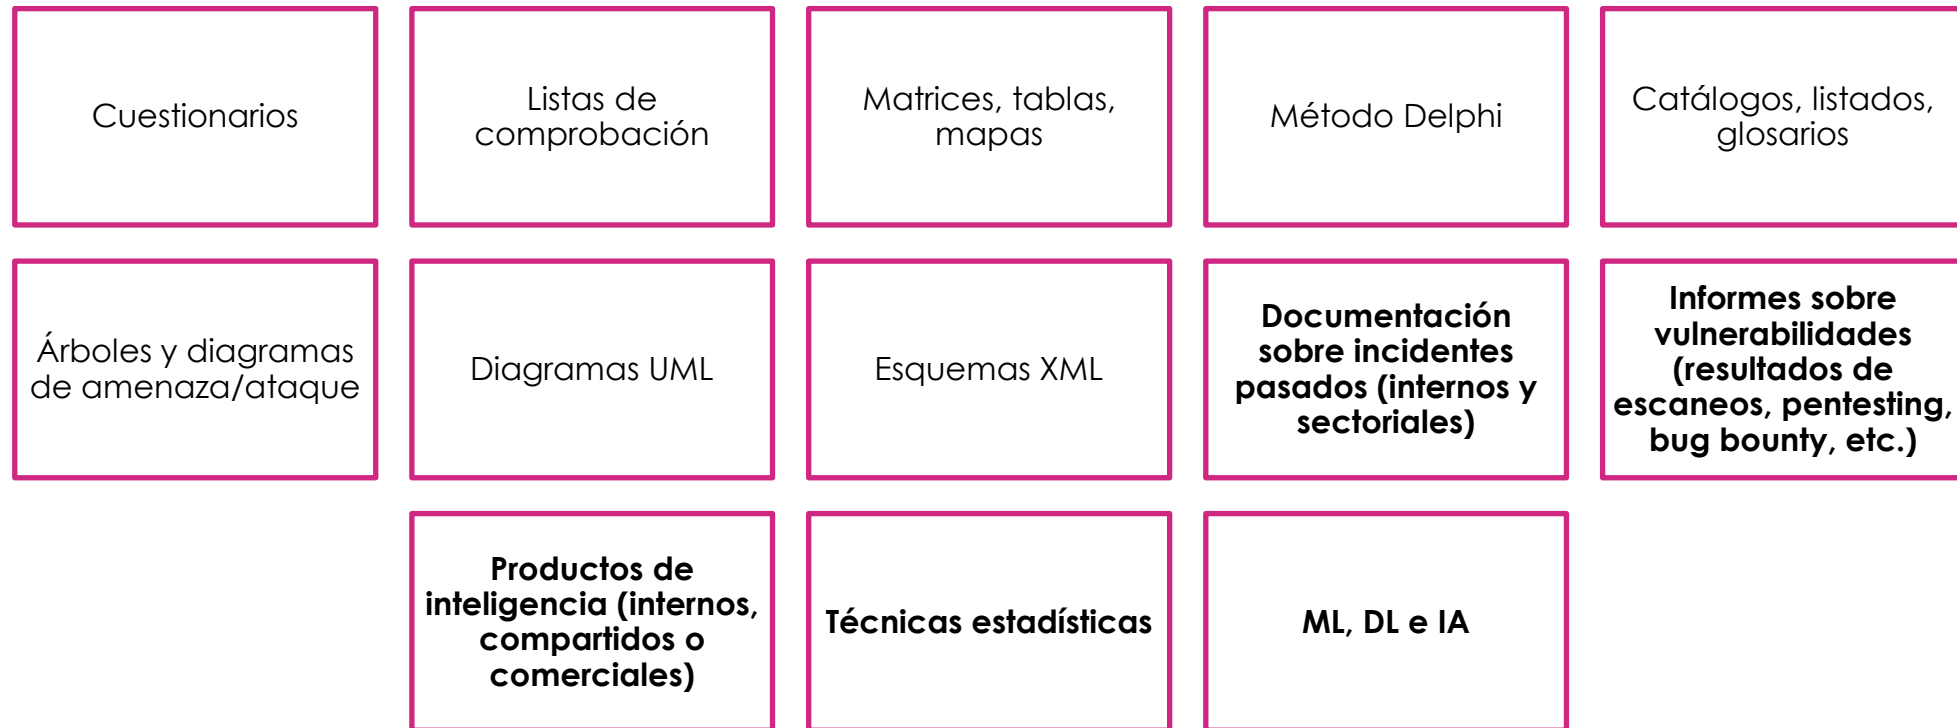 Cuestionarios
Listas de
comprobación
Matrices, tablas,
mapas
Método Delphi
Catálogos, listados,
glosarios
Árboles y diagramas
de amenaza/ataque
Diagramas UML
Esquemas XML
Documentación
sobre incidentes
pasados (internos y
sectoriales)
Informes sobre
vulnerabilidades
(resultados de
escaneos, pentesting,
bug bounty, etc.)
Productos de
inteligencia (internos,
compartidos o
comerciales)
Técnicas estadísticas
ML, DL e IA